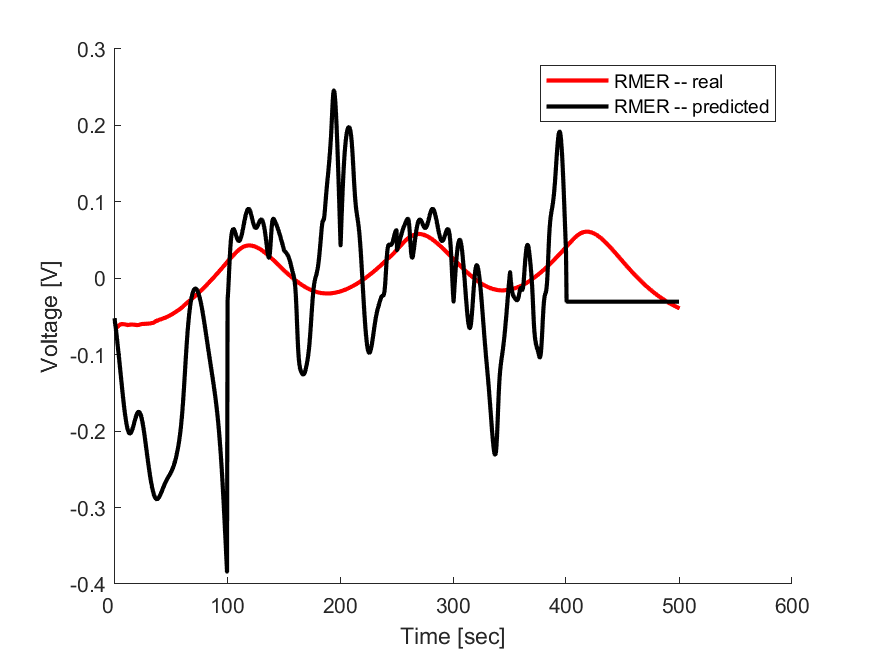 0.3
0.2
0.1
0
-0.1
-0.2
-0.3
-0.4
Voltage [V]
RMER -- real
RMER -- predicted
0 100 200 300 400 500 600
Time [sec]